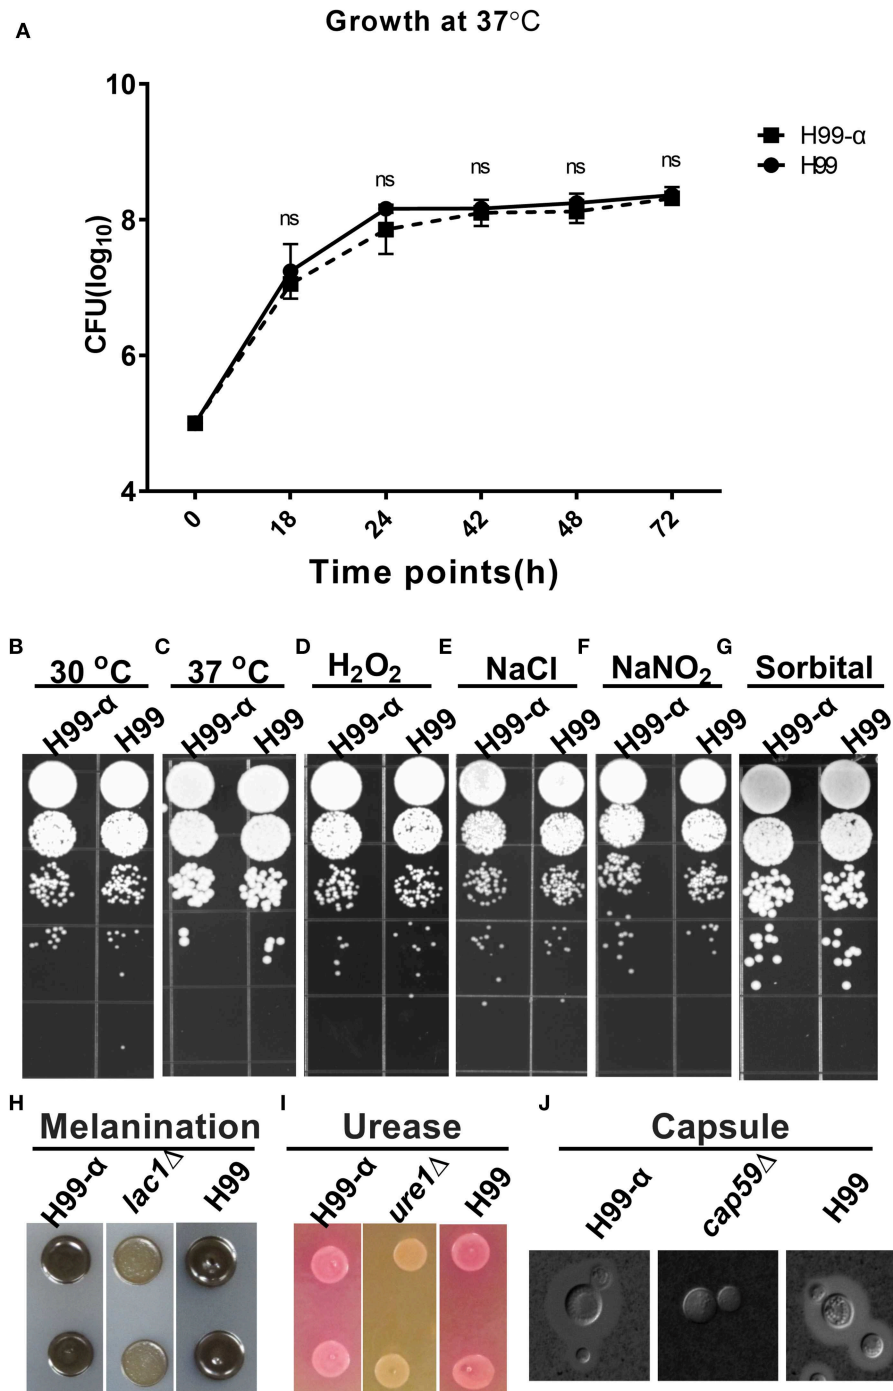 A
Growth at 37°C
CFU(log10)
10
8
6
4
ns
ns
ns
ns
ns
H99-α
H99
0
18
24
42
48
72
Time points(h)
B
30 °C
H99-α
H99
C
37 °C
H99-α
H99
D
H2O2
H99-α
H99
E
NaCl
H99-α
H99
F
NaNO2
H99-α
H99
G
Sorbital
H99-α
H99
H
Melanination
H99-α
lac1Δ
H99
I
Urease
H99-α
ure1Δ
H99
J
Capsule
H99-α
cap59Δ
H99